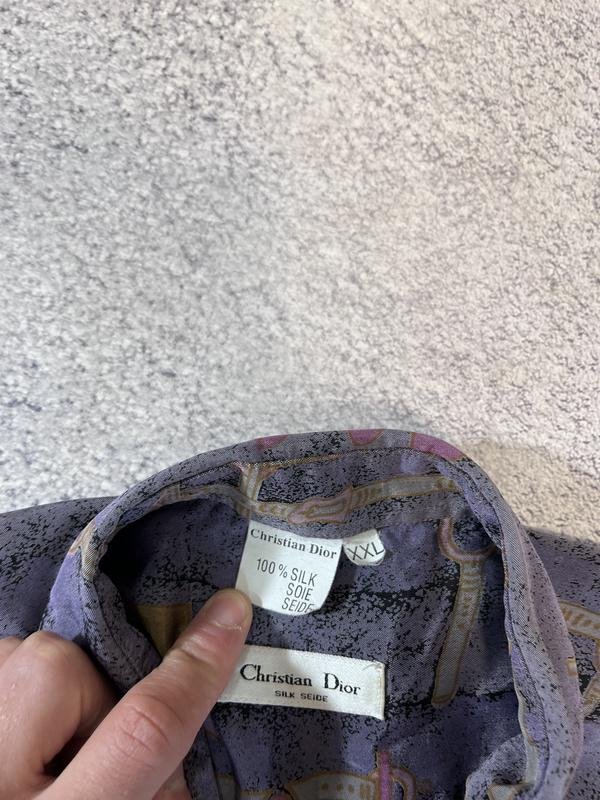 Christian Dior
100% SILK
SOIE
SEIDE
XXL
Christian Dior
SILK SEIDE